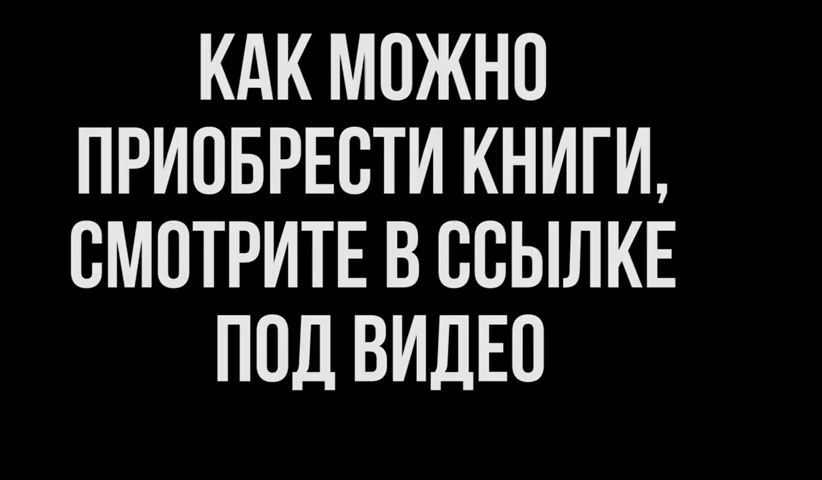 КАК МОЖНО
ПРИОБРЕСТИ КНИГИ,
СМОТРИТЕ В ССЫЛКЕ
ПОД ВИДЕО